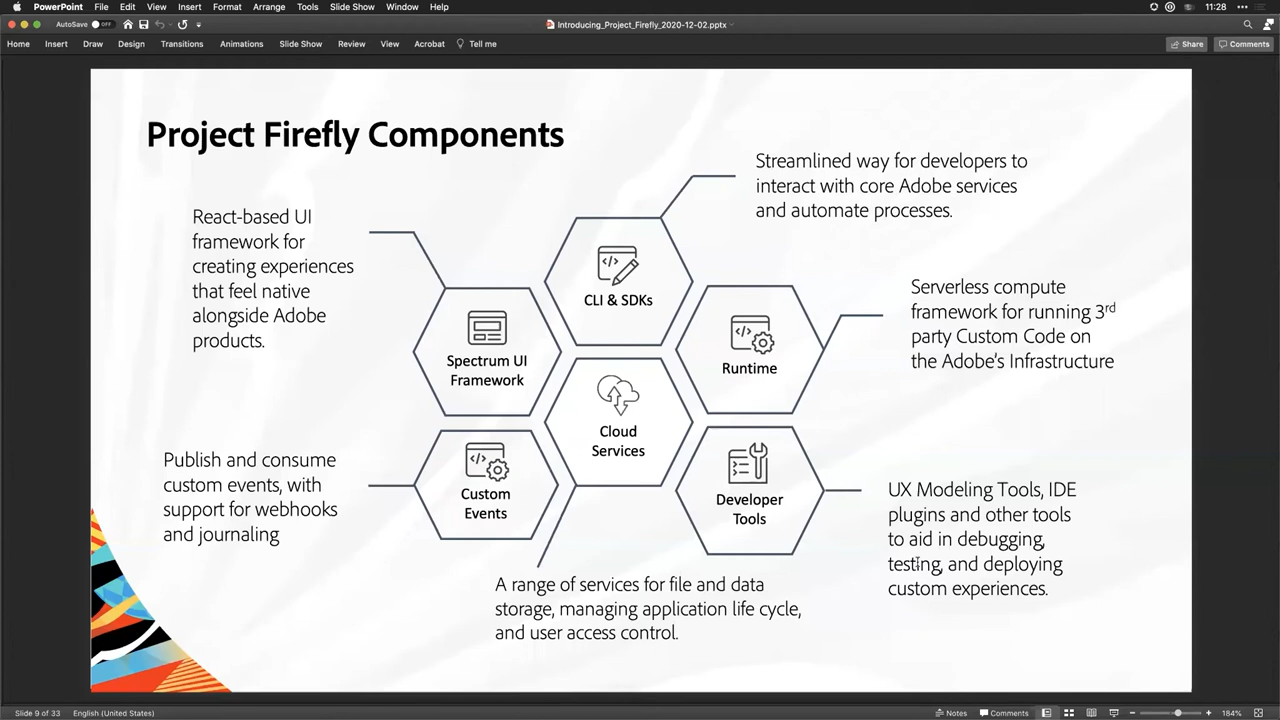 PowerPoint File Edit View Insert Format Arrange Tools Slide Show Window Help 11:28
AutoSave OFF Introducing_Project_Firefly_2020-12-02.pptx
Home Insert Draw Design Transitions Animations Slide Show Review View Acrobat Tell me Share Comments
Project Firefly Components
Streamlined way for developers to
interact with core Adobe services
and automate processes.
React-based UI
framework for
creating experiences
that feel native
alongside Adobe
products.
CLI & SDKs
Serverless compute
framework for running 3rd
party Custom Code on
the Adobe's Infrastructure
Spectrum UI
Framework
Runtime
Cloud
Services
Publish and consume
custom events, with
support for webhooks
and journaling
Custom
Events
Developer
Tools
UX Modeling Tools, IDE
plugins and other tools
to aid in debugging,
testing, and deploying
custom experiences.
A range of services for file and data
storage, managing application life cycle,
and user access control.
Slide 9 of 33 English (United States) Notes Comments 184%